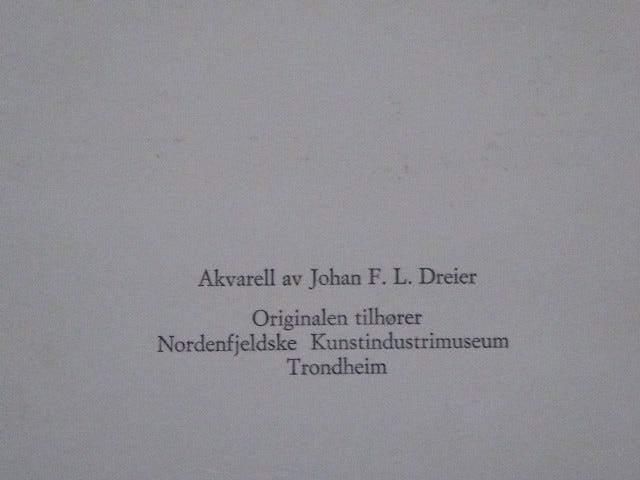 Akvarell av Johan F. L. Dreier
Originalen tilhører
Nordenfjeldske Kunstindustrimuseum
Trondheim